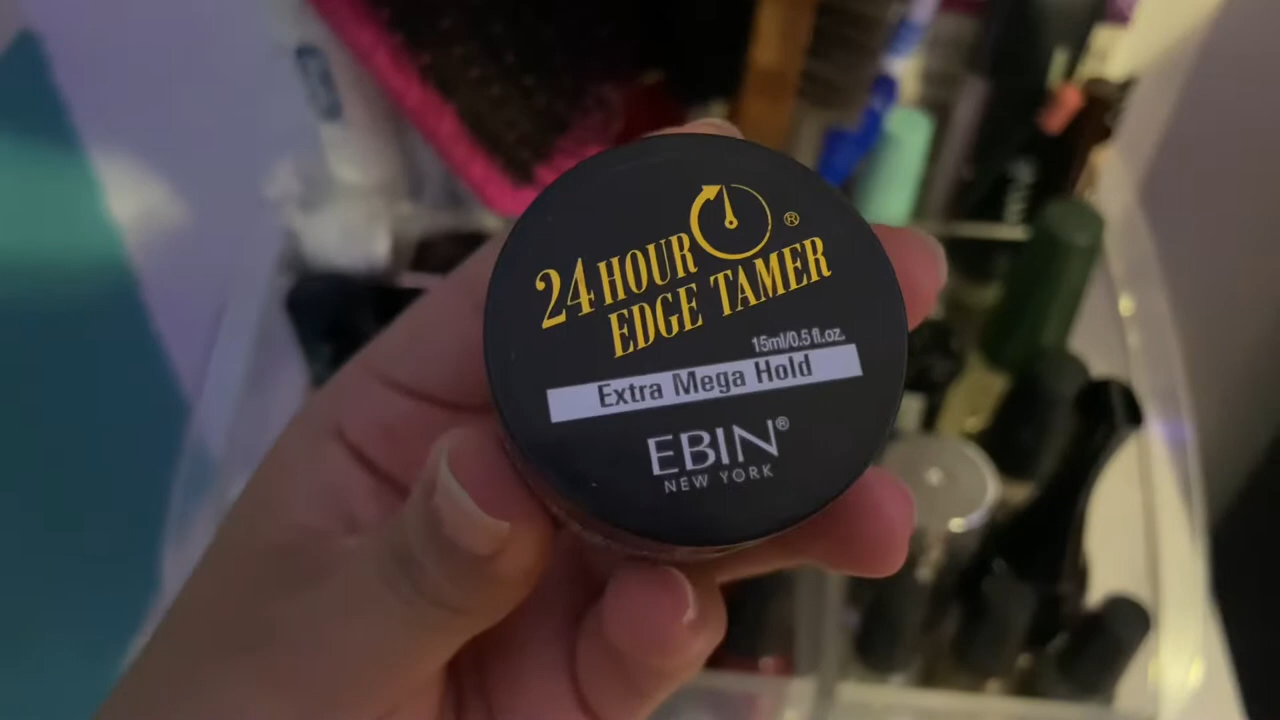 24 HOUR
EDGE TAMER®
15ml/0.5 fl.oz.
Extra Mega Hold
EBIN®
NEW YORK